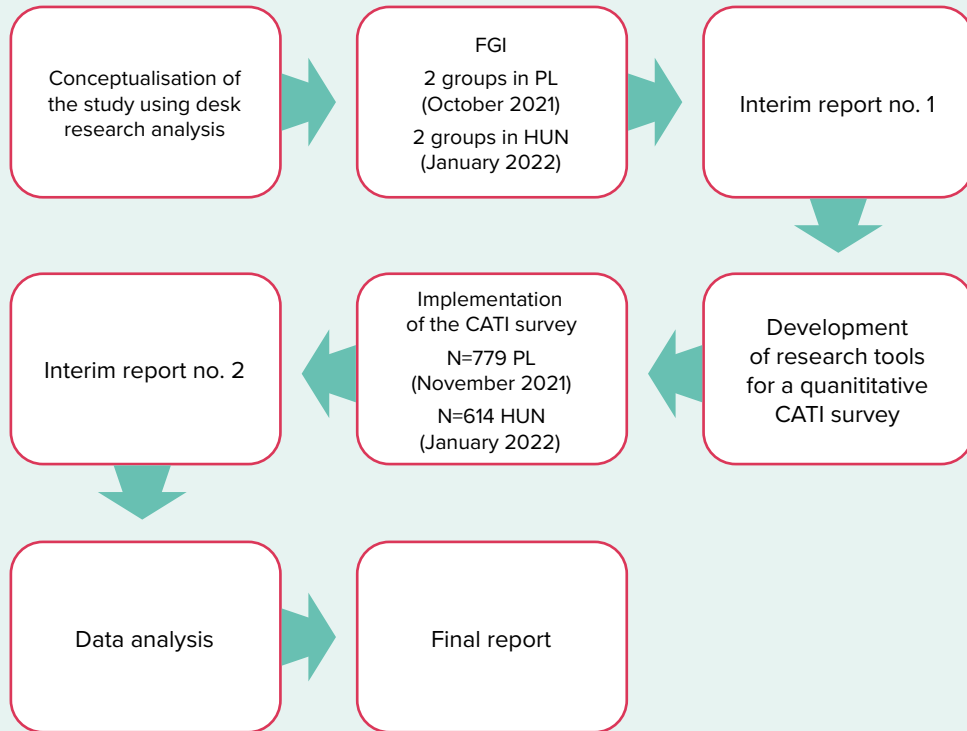 Conceptualisation of
the study using desk
research analysis
FGI
2 groups in PL
(October 2021)
2 groups in HUN
(January 2022)
Interim report no. 1
Development
of research tools
for a quanititative
CATI survey
Implementation
of the CATI survey
N=779 PL
(November 2021)
N=614 HUN
(January 2022)
Interim report no. 2
Data analysis
Final report